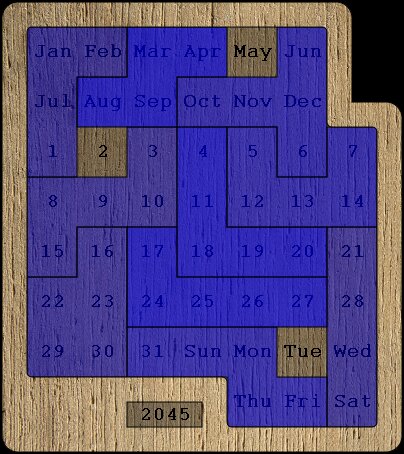 Jan Feb Mar Apr May Jun
Jul Aug Sep Oct Nov Dec
1 2 3 4 5 6 7
8 9 10 11 12 13 14
15 16 17 18 19 20 21
22 23 24 25 26 27 28
29 30 31 Sun Mon Tue Wed
Thu Fri Sat
2045